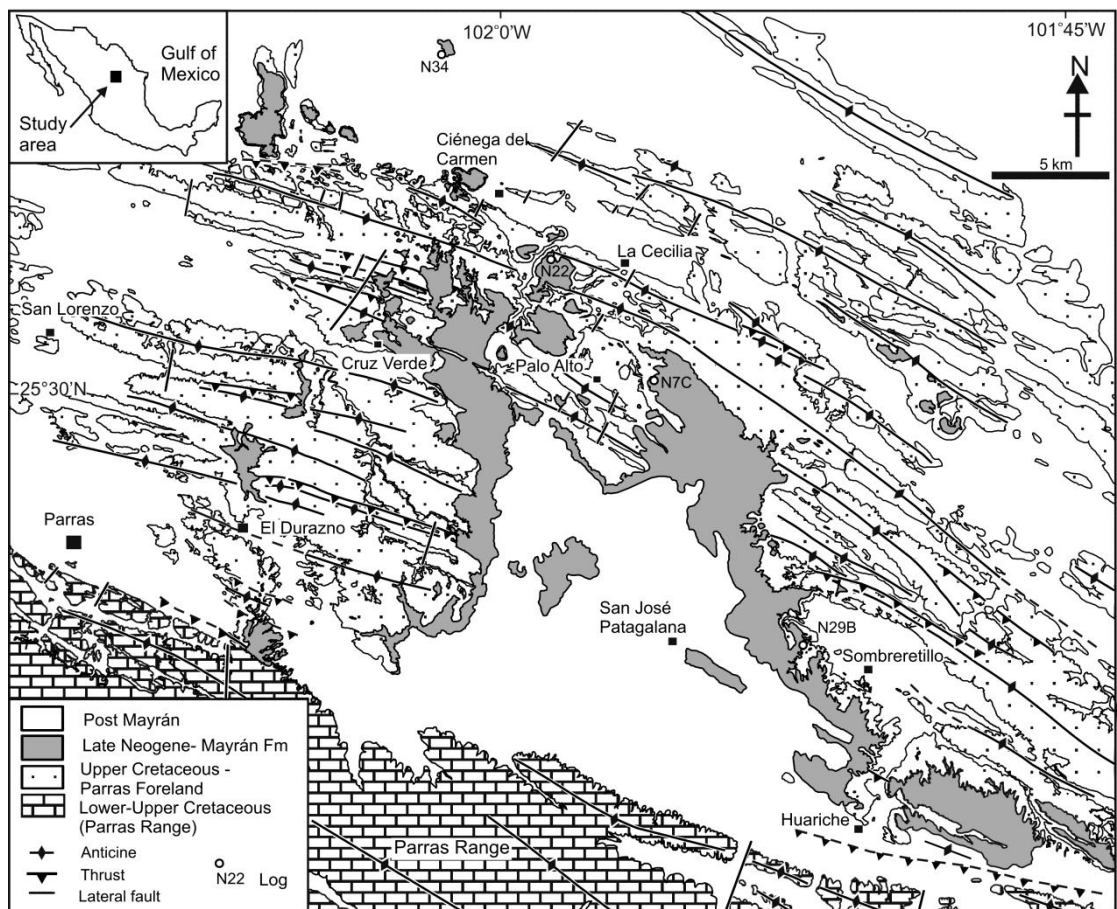 Gulf of
Mexico
Study
area
102°0'W
101°45'W
N
5 km
N34
Ciénega del
Carmen
N22
La Cecilia
San Lorenzo
Cruz Verde
Palo Alto
N7C
25°30'N
Parras
El Durazno
San José
Patagalana
N29B
Sombreretillo
Huariche
Parras Range
Post Mayrán
Late Neogene- Mayrán Fm
Upper Cretaceous -
Parras Foreland
Lower-Upper Cretaceous
(Parras Range)
Anticine
Thrust
Lateral fault
N22 Log